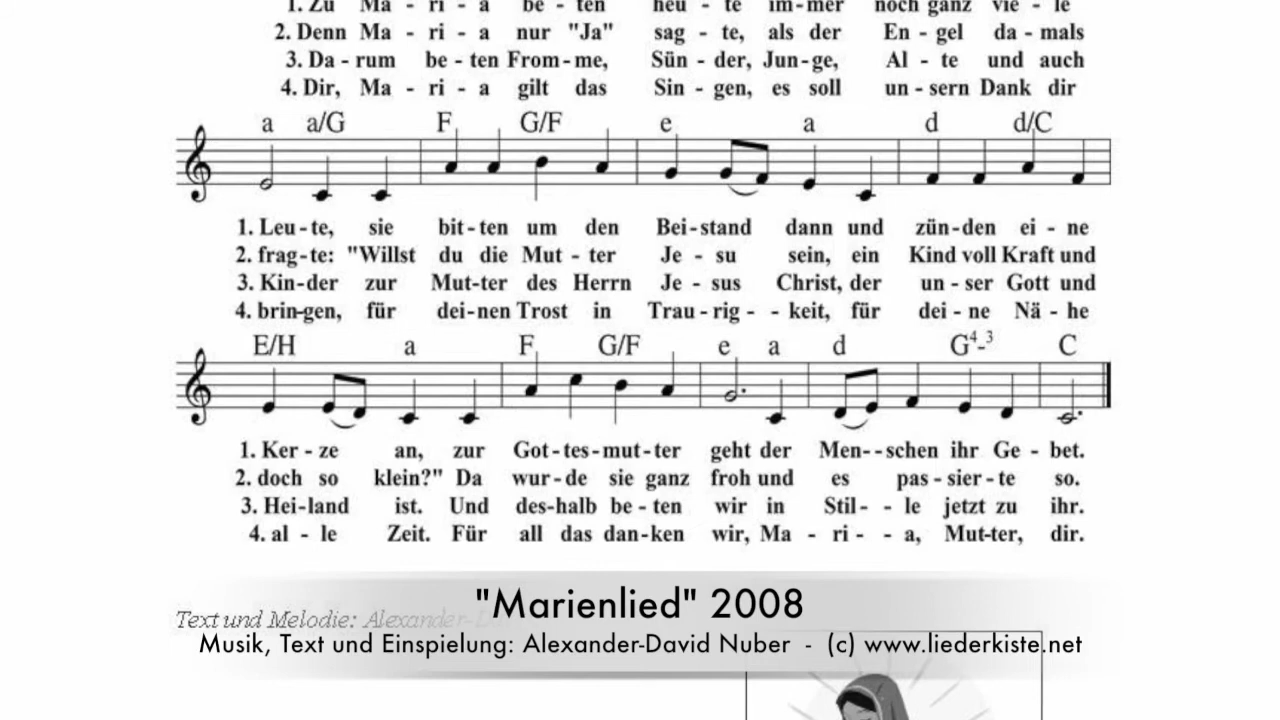 1. Zu Ma - ri - a be - ten heu - te im-mer noch ganz vie - le
2. Denn Ma - ri - a nur "Ja" sag - te, als der En - gel da - mals
3. Da - rum be - ten From - me, Sün - der, Jun - ge, Al - te und auch
4. Dir, Ma - ri - a gilt das Sin - gen, es soll un - sern Dank dir
a a/G F G/F e a d d/C
1. Leu - te, sie bit - ten um den Bei - stand dann und zün - den ei - ne
2. frag - te: "Willst du die Mut - ter Je - su sein, ein Kind voll Kraft und
3. Kin - der zur Mut - ter des Herrn Je - sus Christ, der un - ser Gott und
4. brin - gen, für dei - nen Trost in Trau - rig - - keit, für dei - ne Nä - he
E/H a F G/F e a d G4-3 C
1. Ker - ze an, zur Got - tes - mut - ter geht der Men - - schen ihr Ge - bet.
2. doch so klein?" Da wur - de sie ganz froh und es pas - sier - te so.
3. Hei - land ist. Und des - halb be - ten wir in Stil - - le jetzt zu ihr.
4. al - le Zeit. Für all das dan - ken wir, Ma - ri - - a, Mut - ter, dir.
"Marienlied" 2008
Text und Melodie: Alexander-
Musik, Text und Einspielung: Alexander-David Nuber - (c) www.liederkiste.net